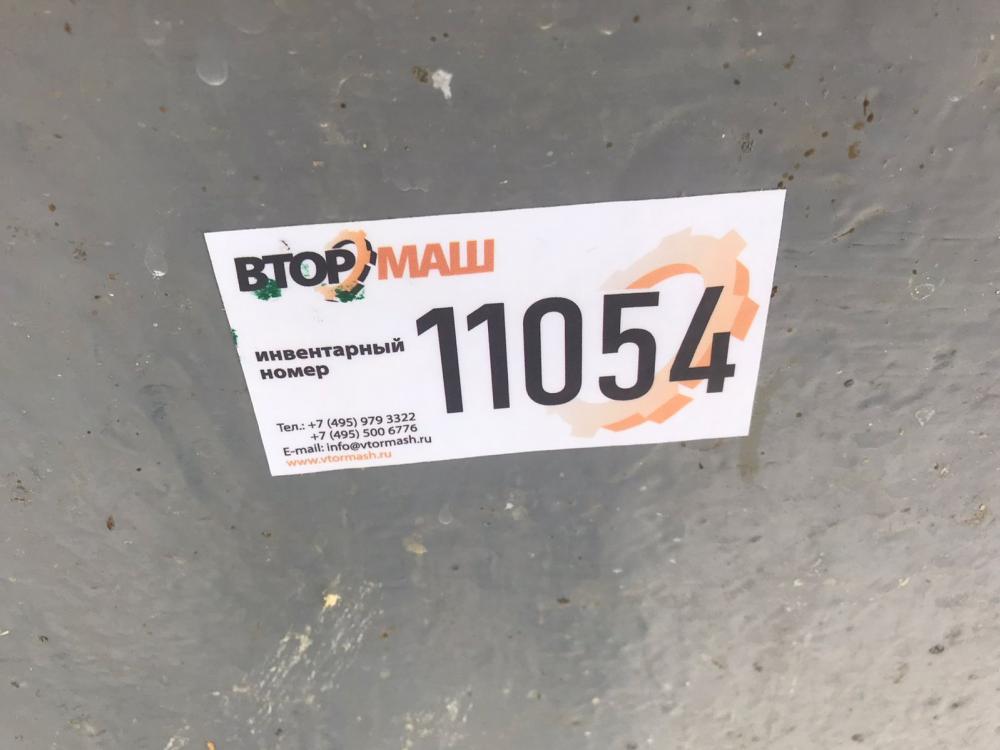 ВТОРМАШ
инвентарный
номер
11054
Тел.: +7 (495) 979 3322
+7 (495) 500 6776
E-mail: info@vtormash.ru
www.vtormash.ru